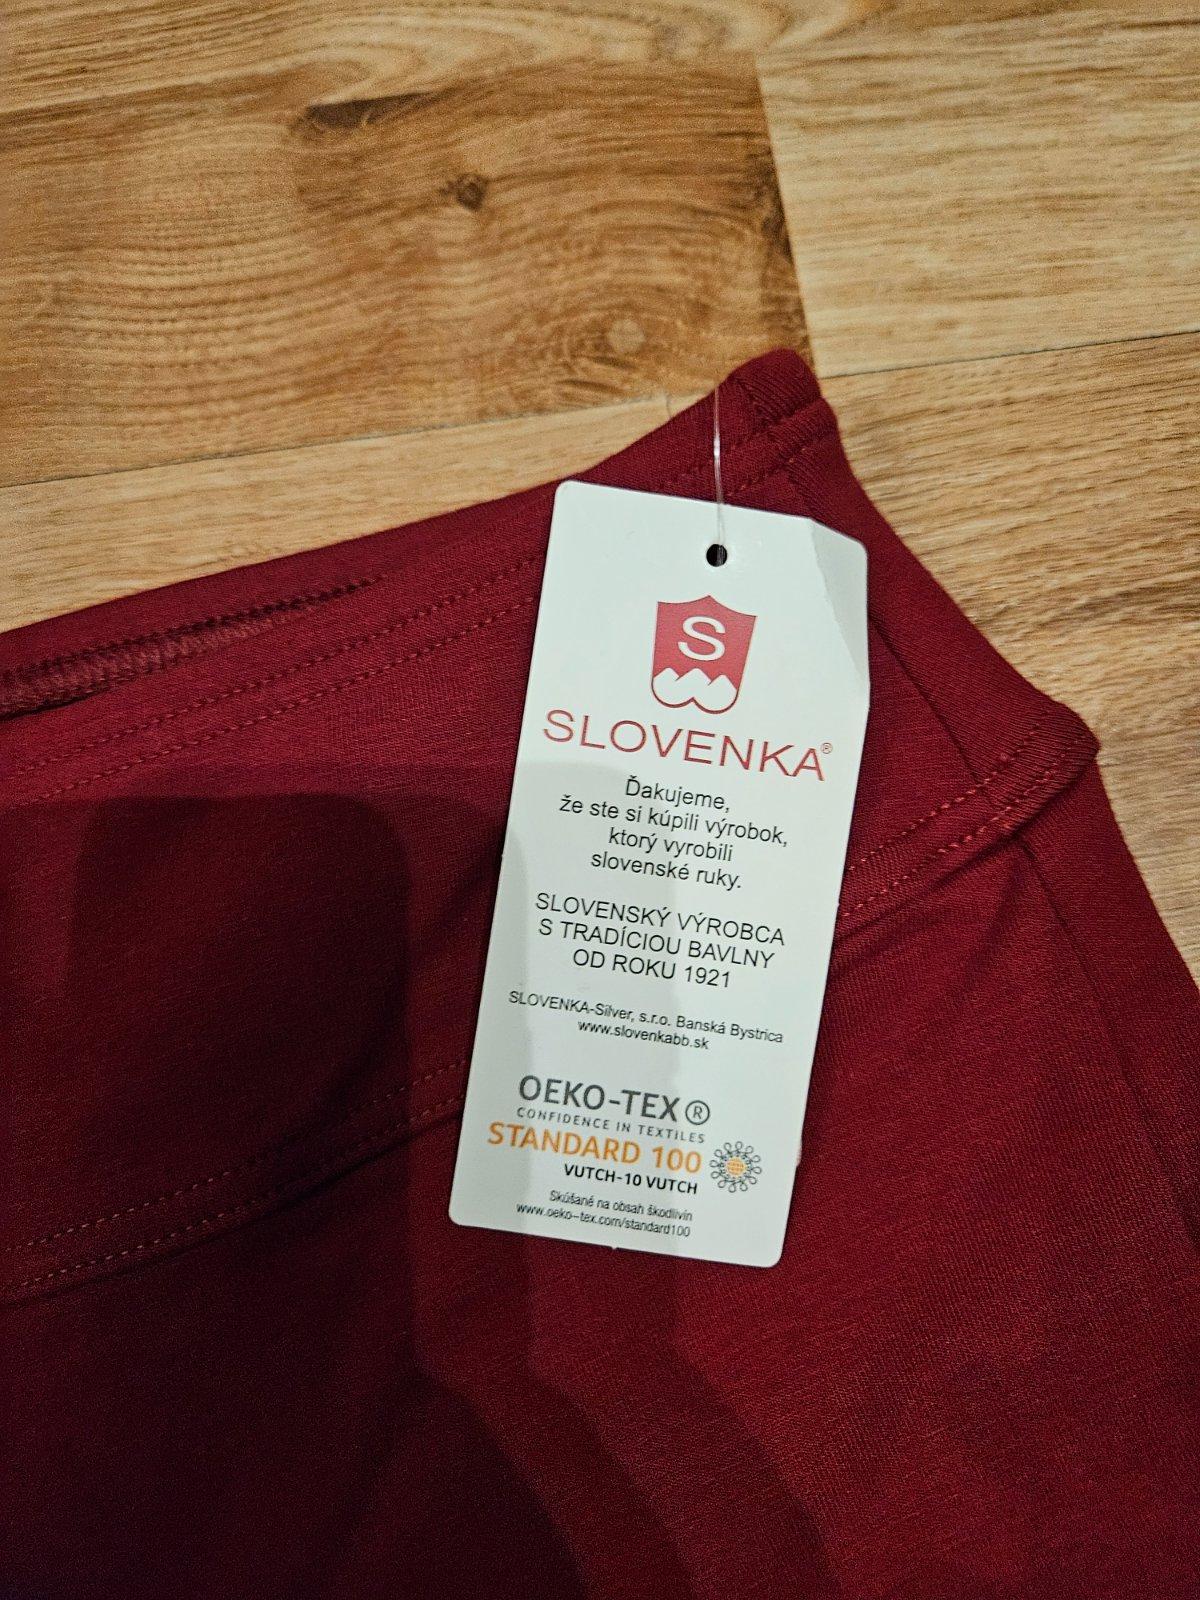 S
SLOVENKA®
Ďakujeme,
že ste si kúpili výrobok,
ktorý vyrobili
slovenské ruky.
SLOVENSKÝ VÝROBCA
S TRADÍCIOU BAVLNY
OD ROKU 1921
SLOVENKA-Silver, s.r.o. Banská Bystrica
www.slovenkabb.sk
OEKO-TEX®
CONFIDENCE IN TEXTILES
STANDARD 100
VUTCH-10 VUTCH
Skúšané na obsah škodlivín
www.oeko-tex.com/standard100